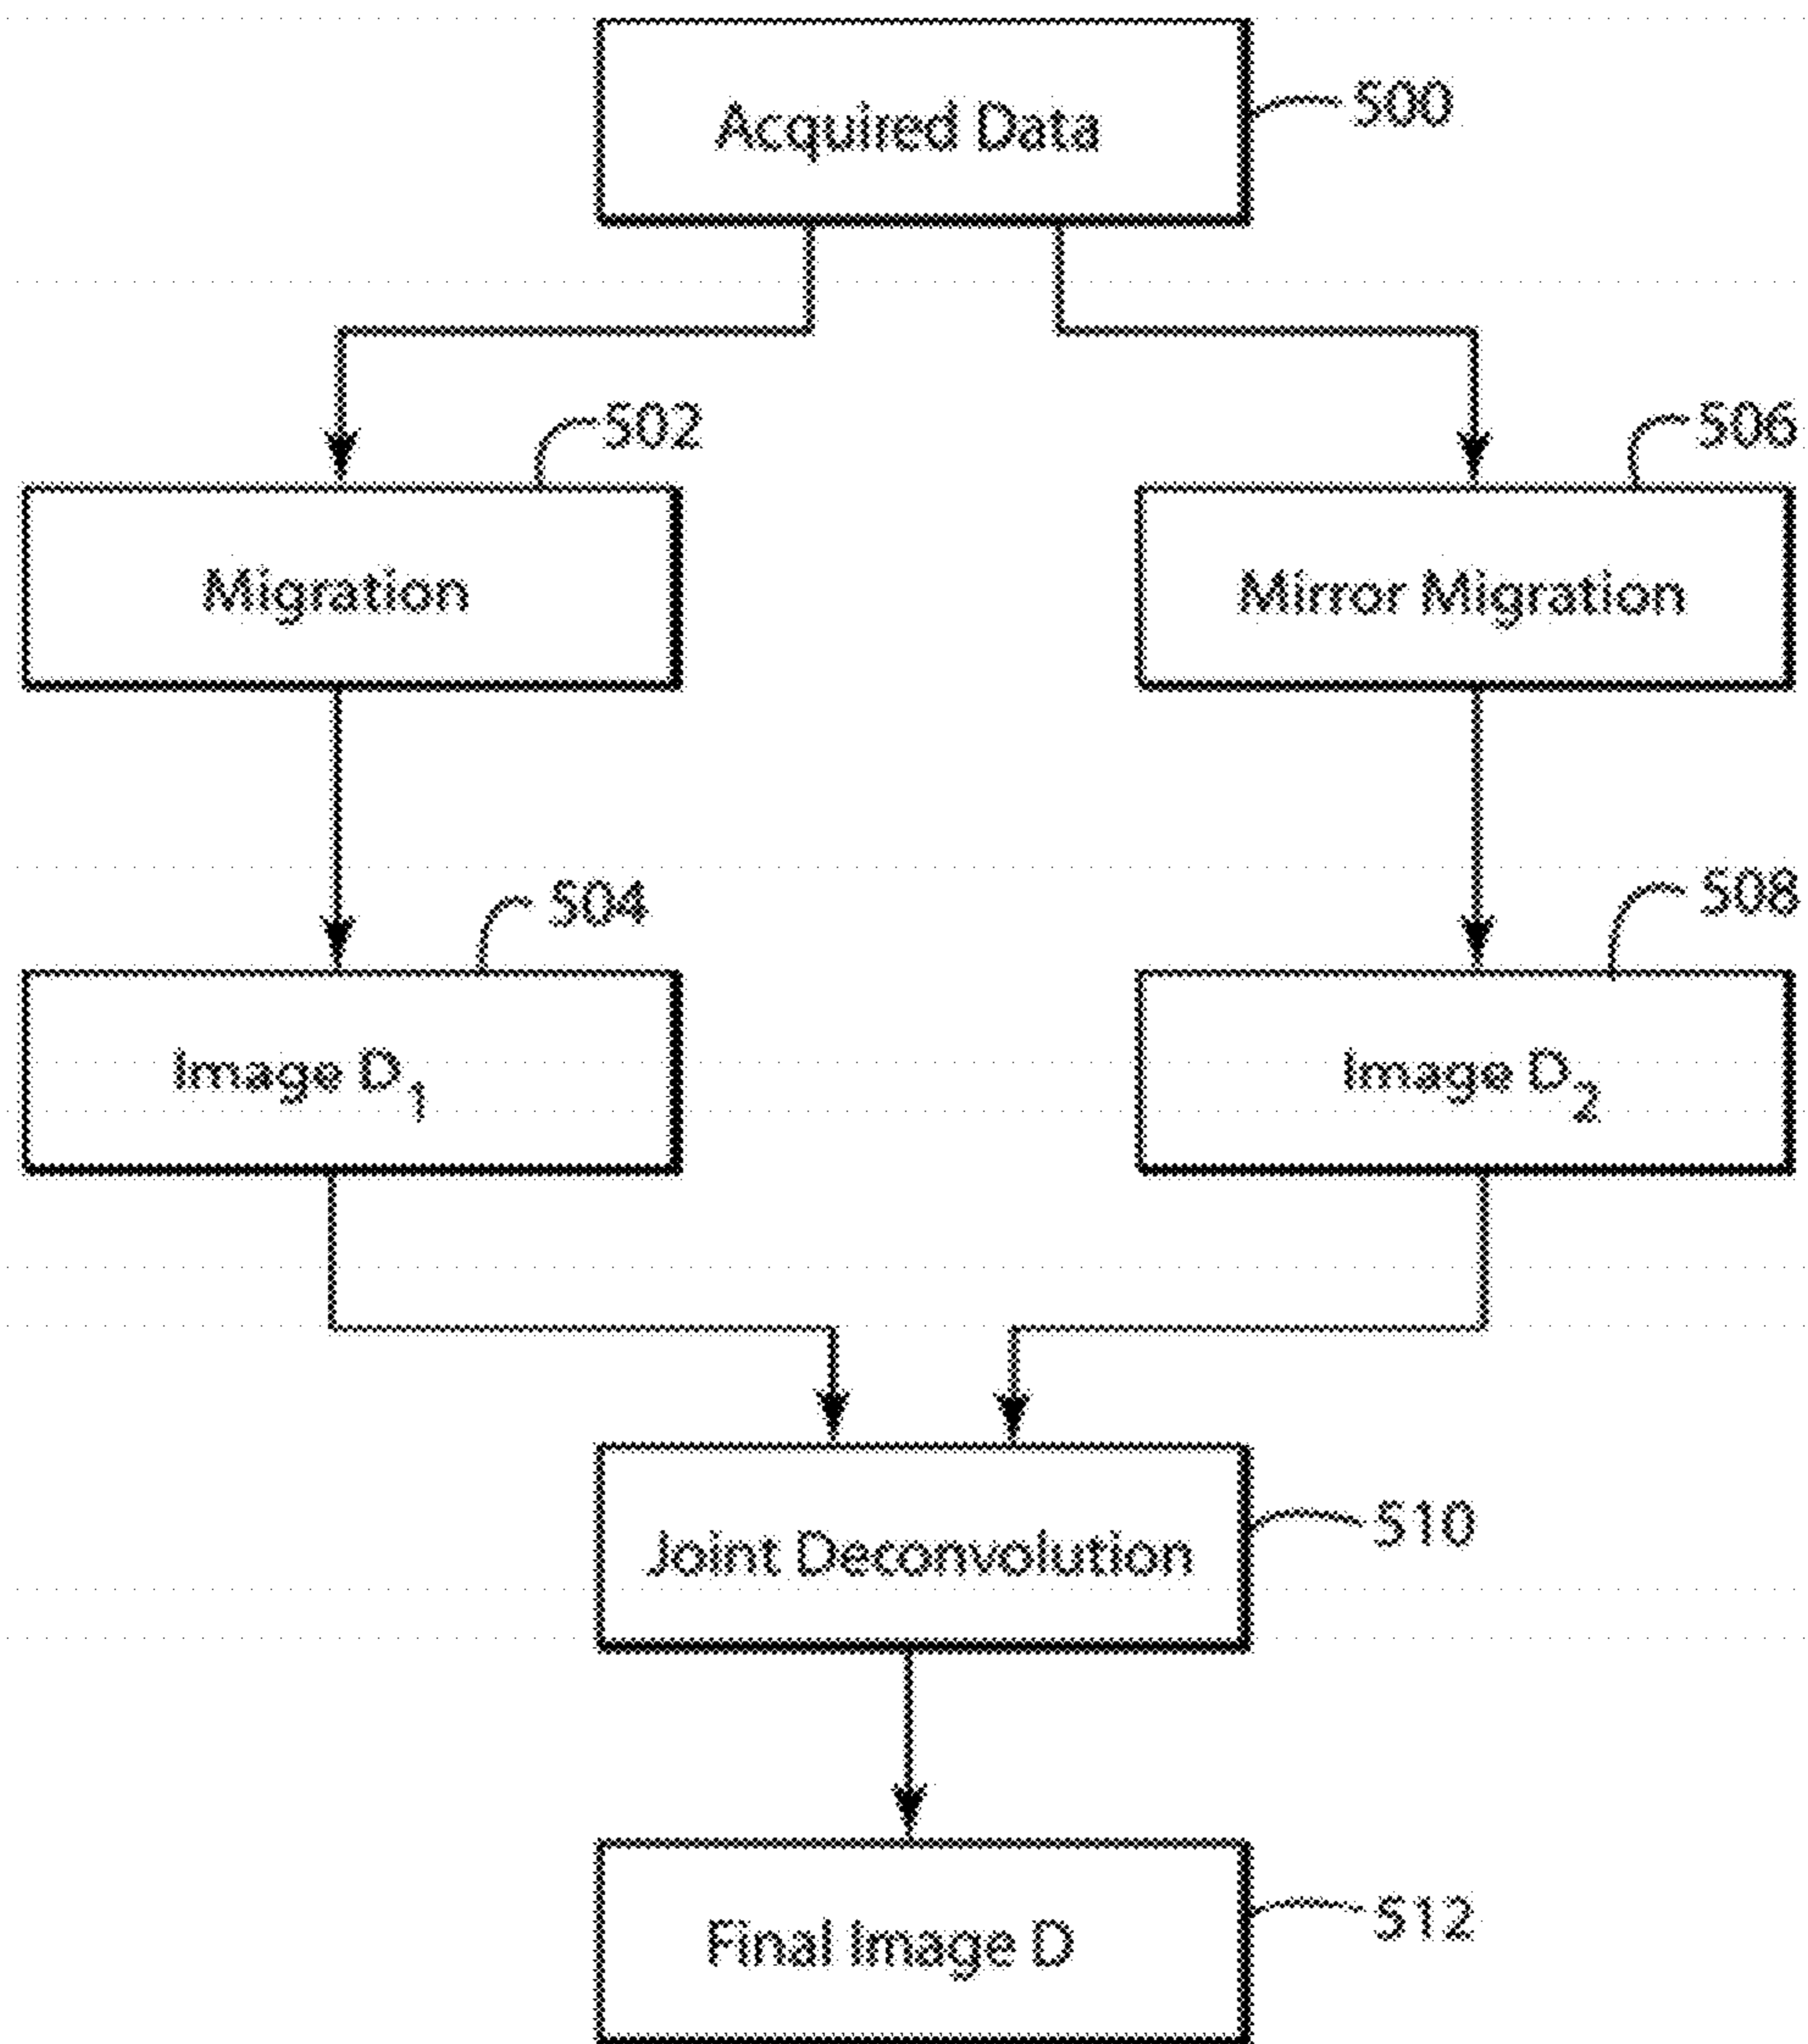 Acquired Data
500
502
506
Migration
Mirror Migration
504
508
Image D₁
Image D₂
Joint Deconvolution
510
Final Image D
512